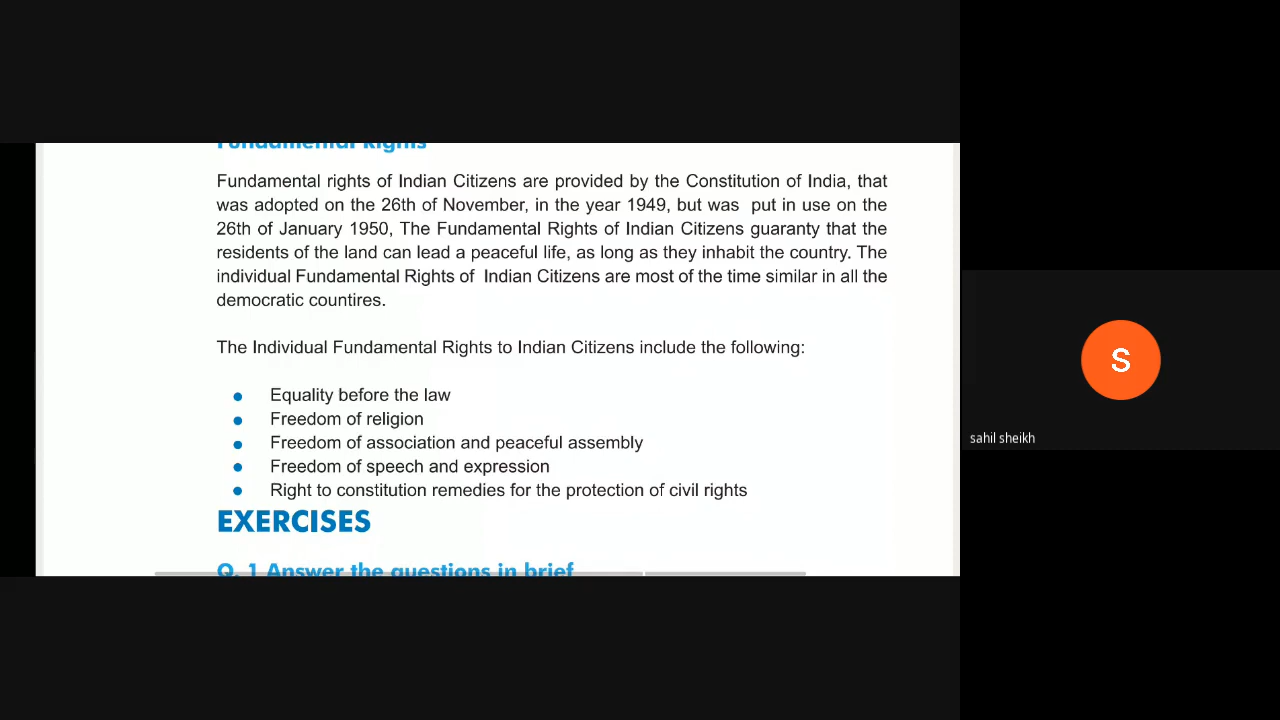 Fundamental Rights
Fundamental rights of Indian Citizens are provided by the Constitution of India, that
was adopted on the 26th of November, in the year 1949, but was put in use on the
26th of January 1950, The Fundamental Rights of Indian Citizens guaranty that the
residents of the land can lead a peaceful life, as long as they inhabit the country. The
individual Fundamental Rights of Indian Citizens are most of the time similar in all the
democratic countires.
The Individual Fundamental Rights to Indian Citizens include the following:
Equality before the law
Freedom of religion
Freedom of association and peaceful assembly
Freedom of speech and expression
Right to constitution remedies for the protection of civil rights
EXERCISES
Q. 1 Answer the questions in brief
S
sahil sheikh